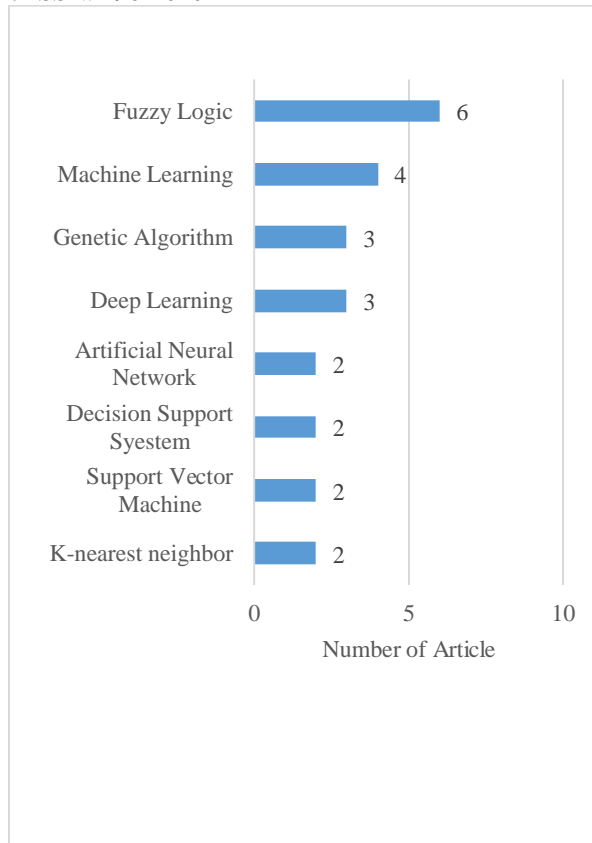 Fuzzy Logic 6
Machine Learning 4
Genetic Algorithm 3
Deep Learning 3
Artificial Neural
Network 2
Decision Support
Syestem 2
Support Vector
Machine 2
K-nearest neighbor 2
0 5 10
Number of Article